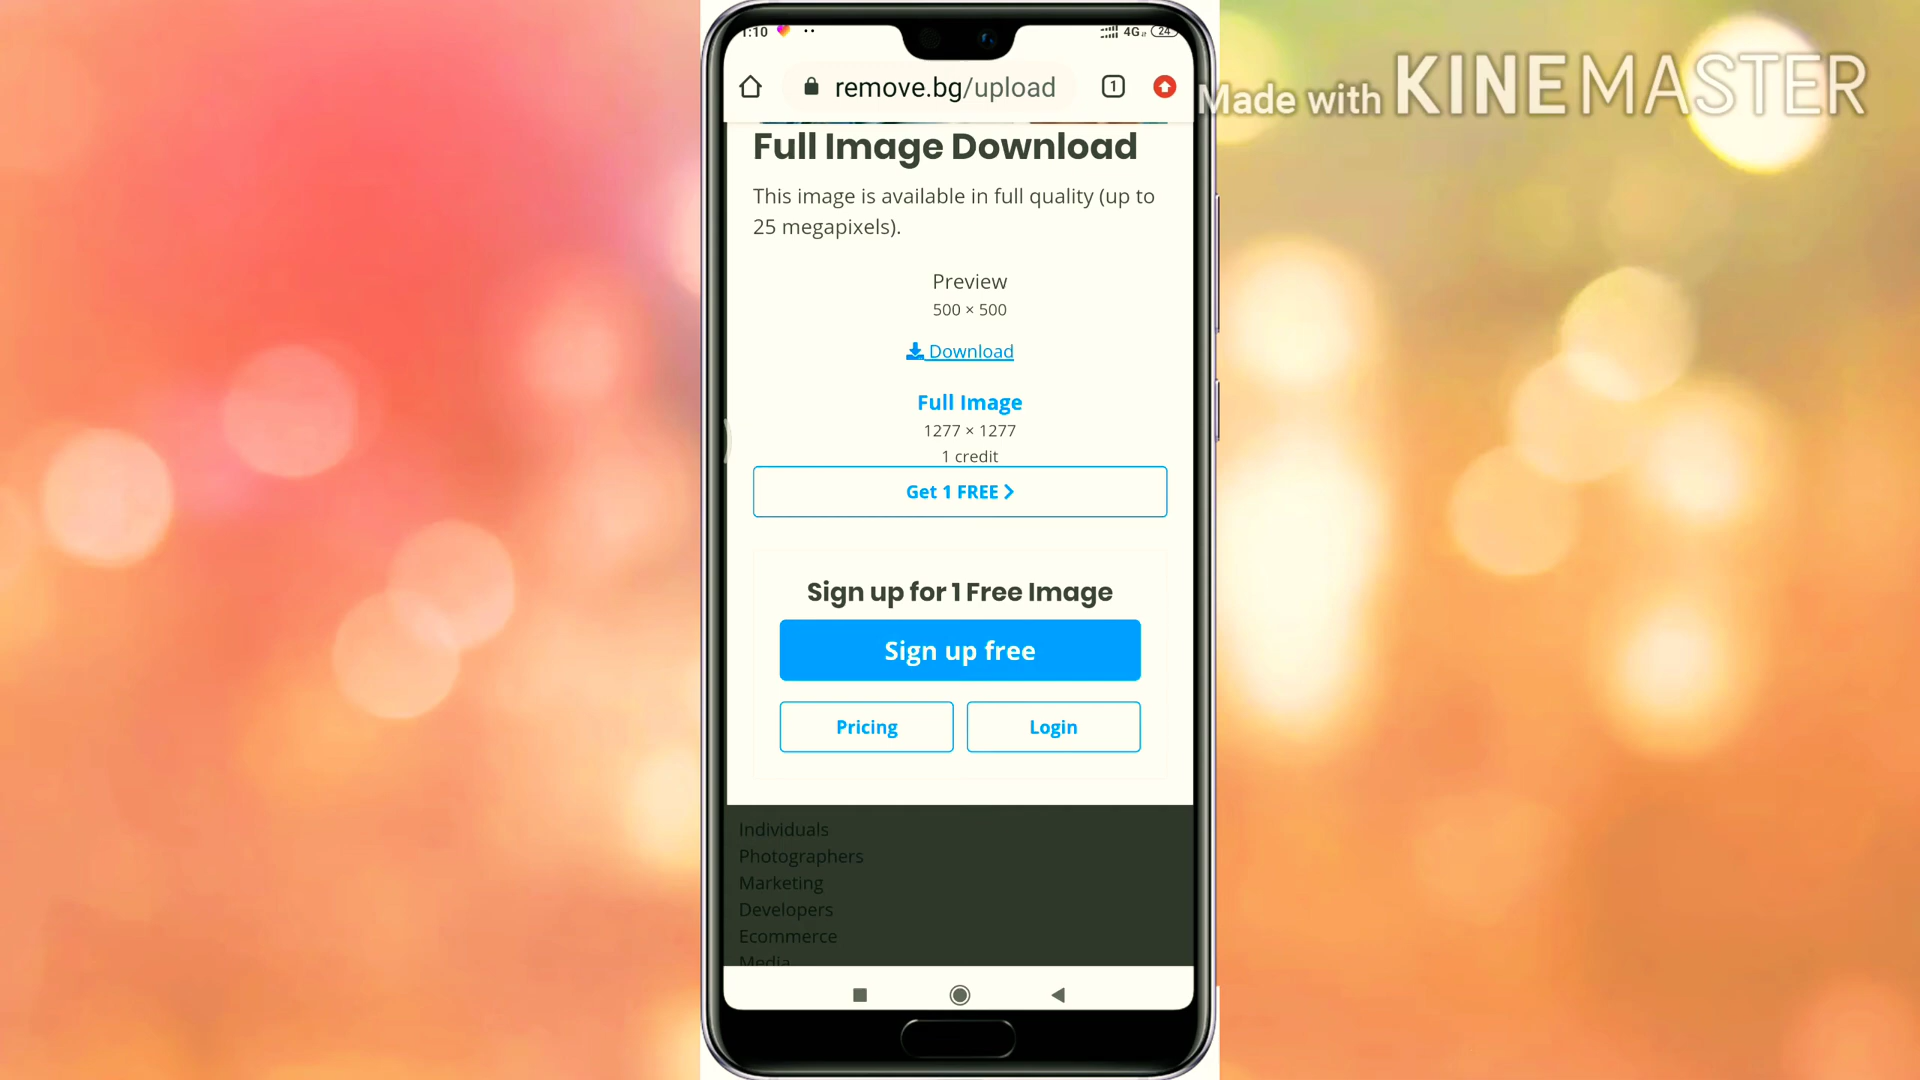 1:10
4G
24
remove.bg/upload
1
Made with KINEMASTER
Full Image Download
This image is available in full quality (up to
25 megapixels).
Preview
500 × 500
Download
Full Image
1277 × 1277
1 credit
Get 1 FREE
Sign up for 1 Free Image
Sign up free
Pricing
Login
Individuals
Photographers
Marketing
Developers
Ecommerce
Media